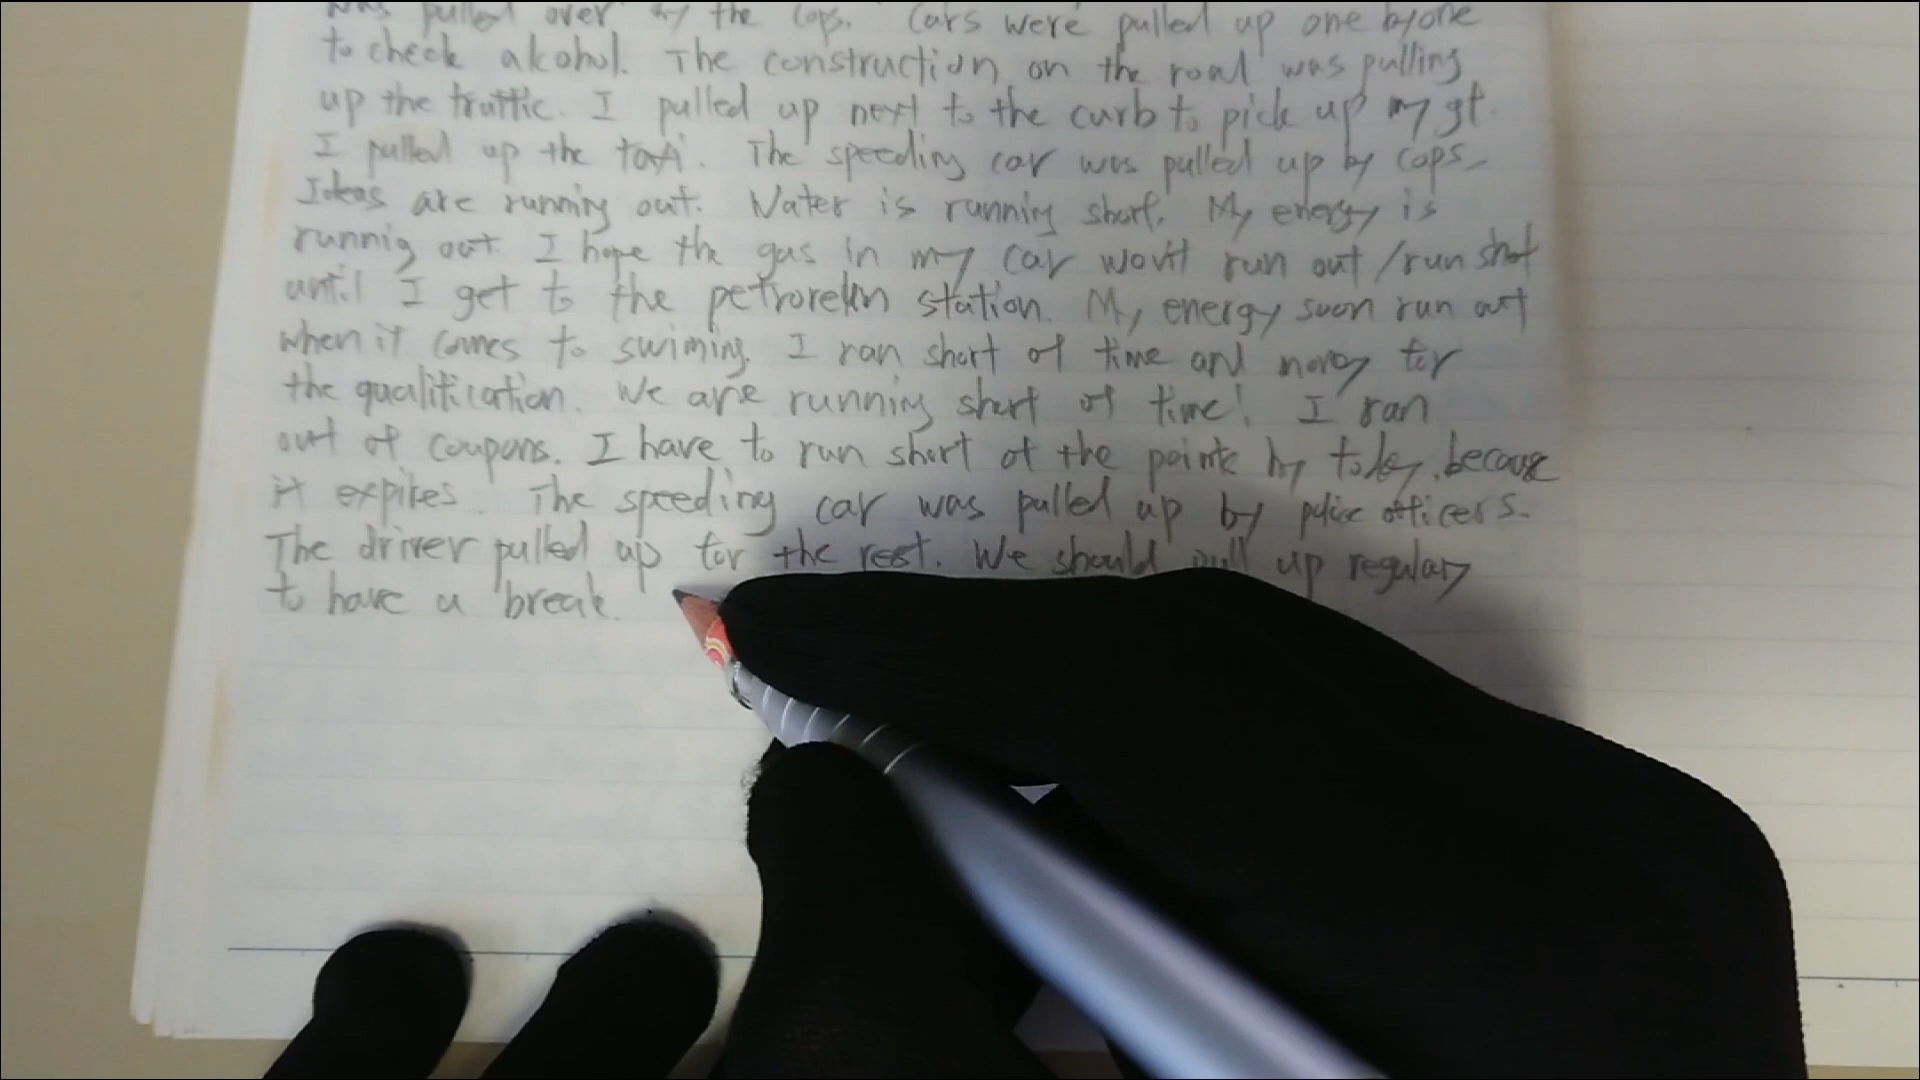 was pulled over by the cops. Cars were pulled up one by one
to check alcohol. The construction on the road was pulling
up the traffic. I pulled up next to the curb to pick up my gf.
I pulled up the taxi. The speeding car was pulled up by cops.
Ideas are running out. Water is running short. My energy is
runnig out. I hope the gas in my car won't run out / run short
until I get to the station. My energy soon run out
when it comes to swiming. I ran short of time and money for
the qualification. We are running short of time! I ran
out of coupons. I have to run short of the points by today, because
it expires. The speeding car was pulled up by police officers.
The driver pulled up for the rest. We should pull up regulary
to have a break.